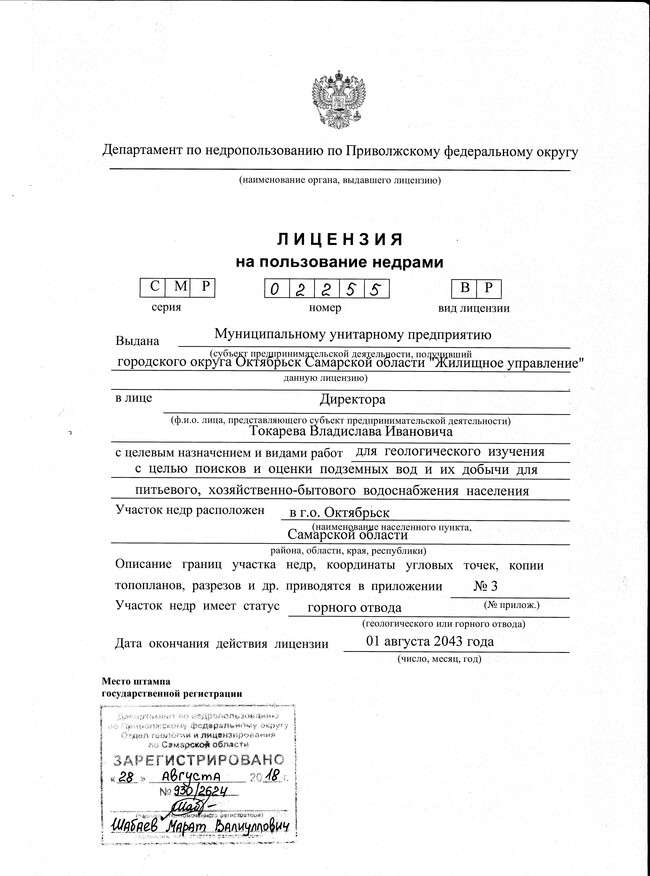 Департамент по недропользованию по Приволжскому федеральному округу
(наименование органа, выдавшего лицензию)
ЛИЦЕНЗИЯ
на пользование недрами
С М Р 0 2 2 5 5 В Р
серия номер вид лицензии
Выдана Муниципальному унитарному предприятию
(субъект предпринимательской деятельности, получивший
городского округа Октябрьск Самарской области "Жилищное управление"
данную лицензию)
в лице Директора
(ф.и.о. лица, представляющего субъект предпринимательской деятельности)
Токарева Владислава Ивановича
с целевым назначением и видами работ для геологического изучения
с целью поисков и оценки подземных вод и их добычи для
питьевого, хозяйственно-бытового водоснабжения населения
Участок недр расположен в г.о. Октябрьск
(наименование населенного пункта,
Самарской области
района, области, края, республики)
Описание границ участка недр, координаты угловых точек, копии
топопланов, разрезов и др. приводятся в приложении № 3
(№ прилож.)
Участок недр имеет статус горного отвода
(геологического или горного отвода)
Дата окончания действия лицензии 01 августа 2043 года
(число, месяц, год)
Место штампа
государственной регистрации
Департамент по недропользованию
по Приволжскому федеральному округу
Отдел геологии и лицензирования
по Самарской области
ЗАРЕГИСТРИРОВАНО
«28» Августа 2018 г.
№ 930/2624
Шабаев Марат Валиуллович